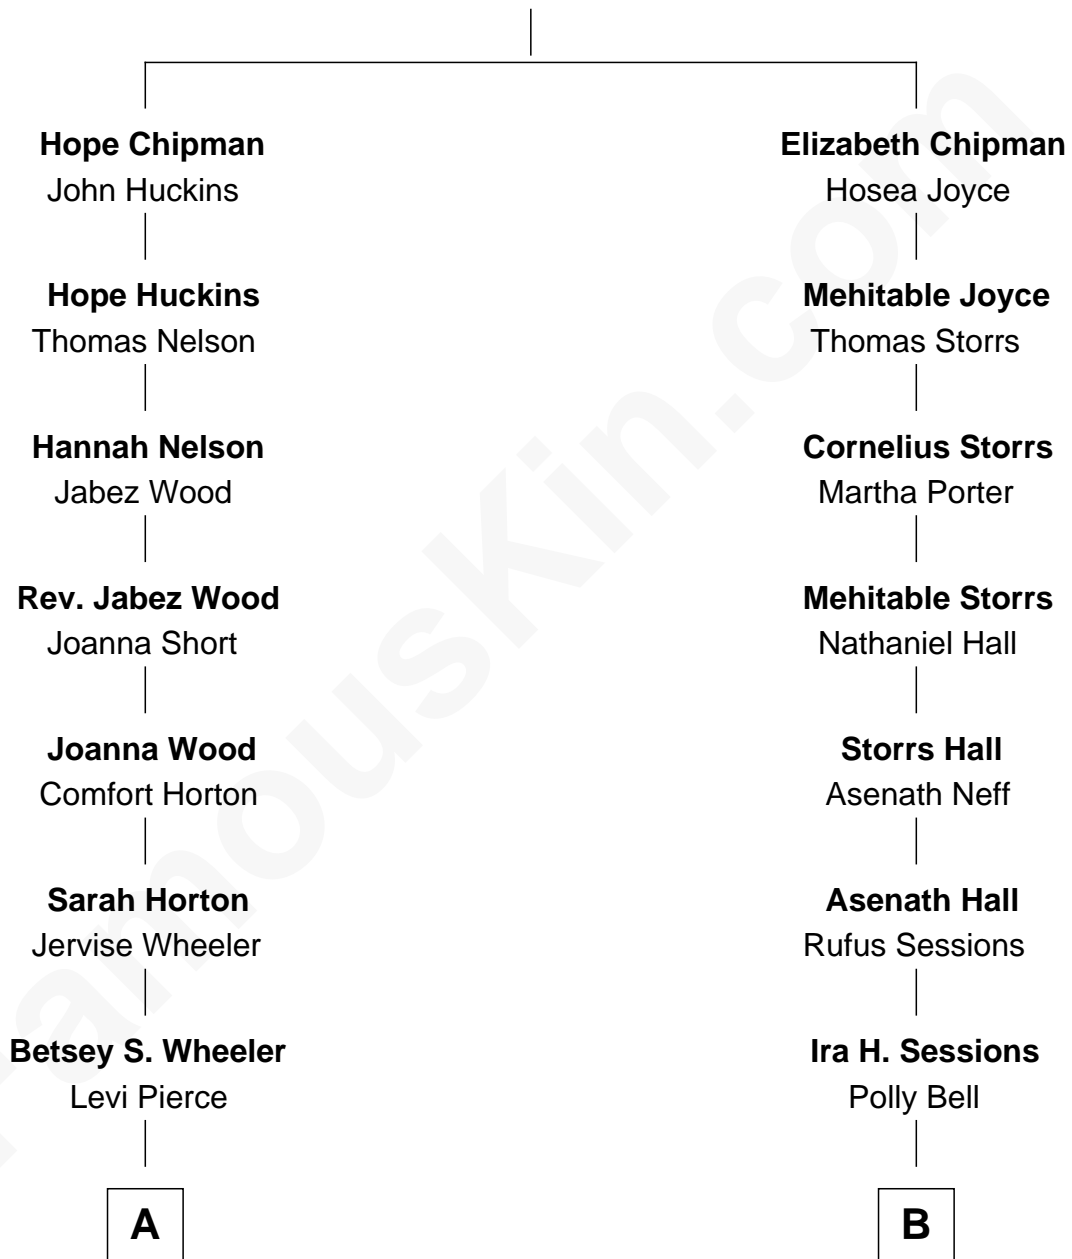 Hope Chipman
John Huckins
Hope Huckins
Thomas Nelson
Hannah Nelson
Jabez Wood
Rev. Jabez Wood
Joanna Short
Joanna Wood
Comfort Horton
Sarah Horton
Jervise Wheeler
Betsey S. Wheeler
Levi Pierce
A
Elizabeth Chipman
Hosea Joyce
Mehitable Joyce
Thomas Storrs
Cornelius Storrs
Martha Porter
Mehitable Storrs
Nathaniel Hall
Storrs Hall
Asenath Neff
Asenath Hall
Rufus Sessions
Ira H. Sessions
Polly Bell
B
FamousKin.com